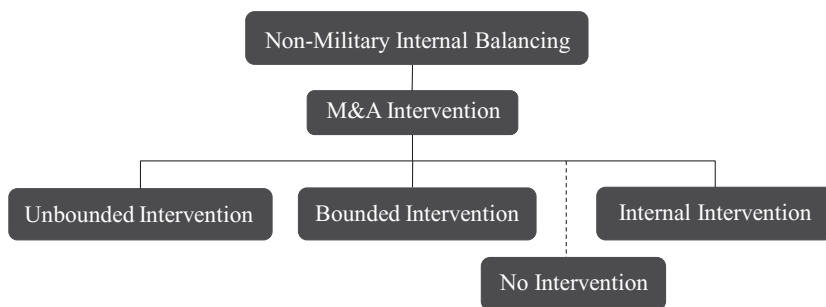 Non-Military Internal Balancing
M&A Intervention
Unbounded Intervention
Bounded Intervention
Internal Intervention
No Intervention